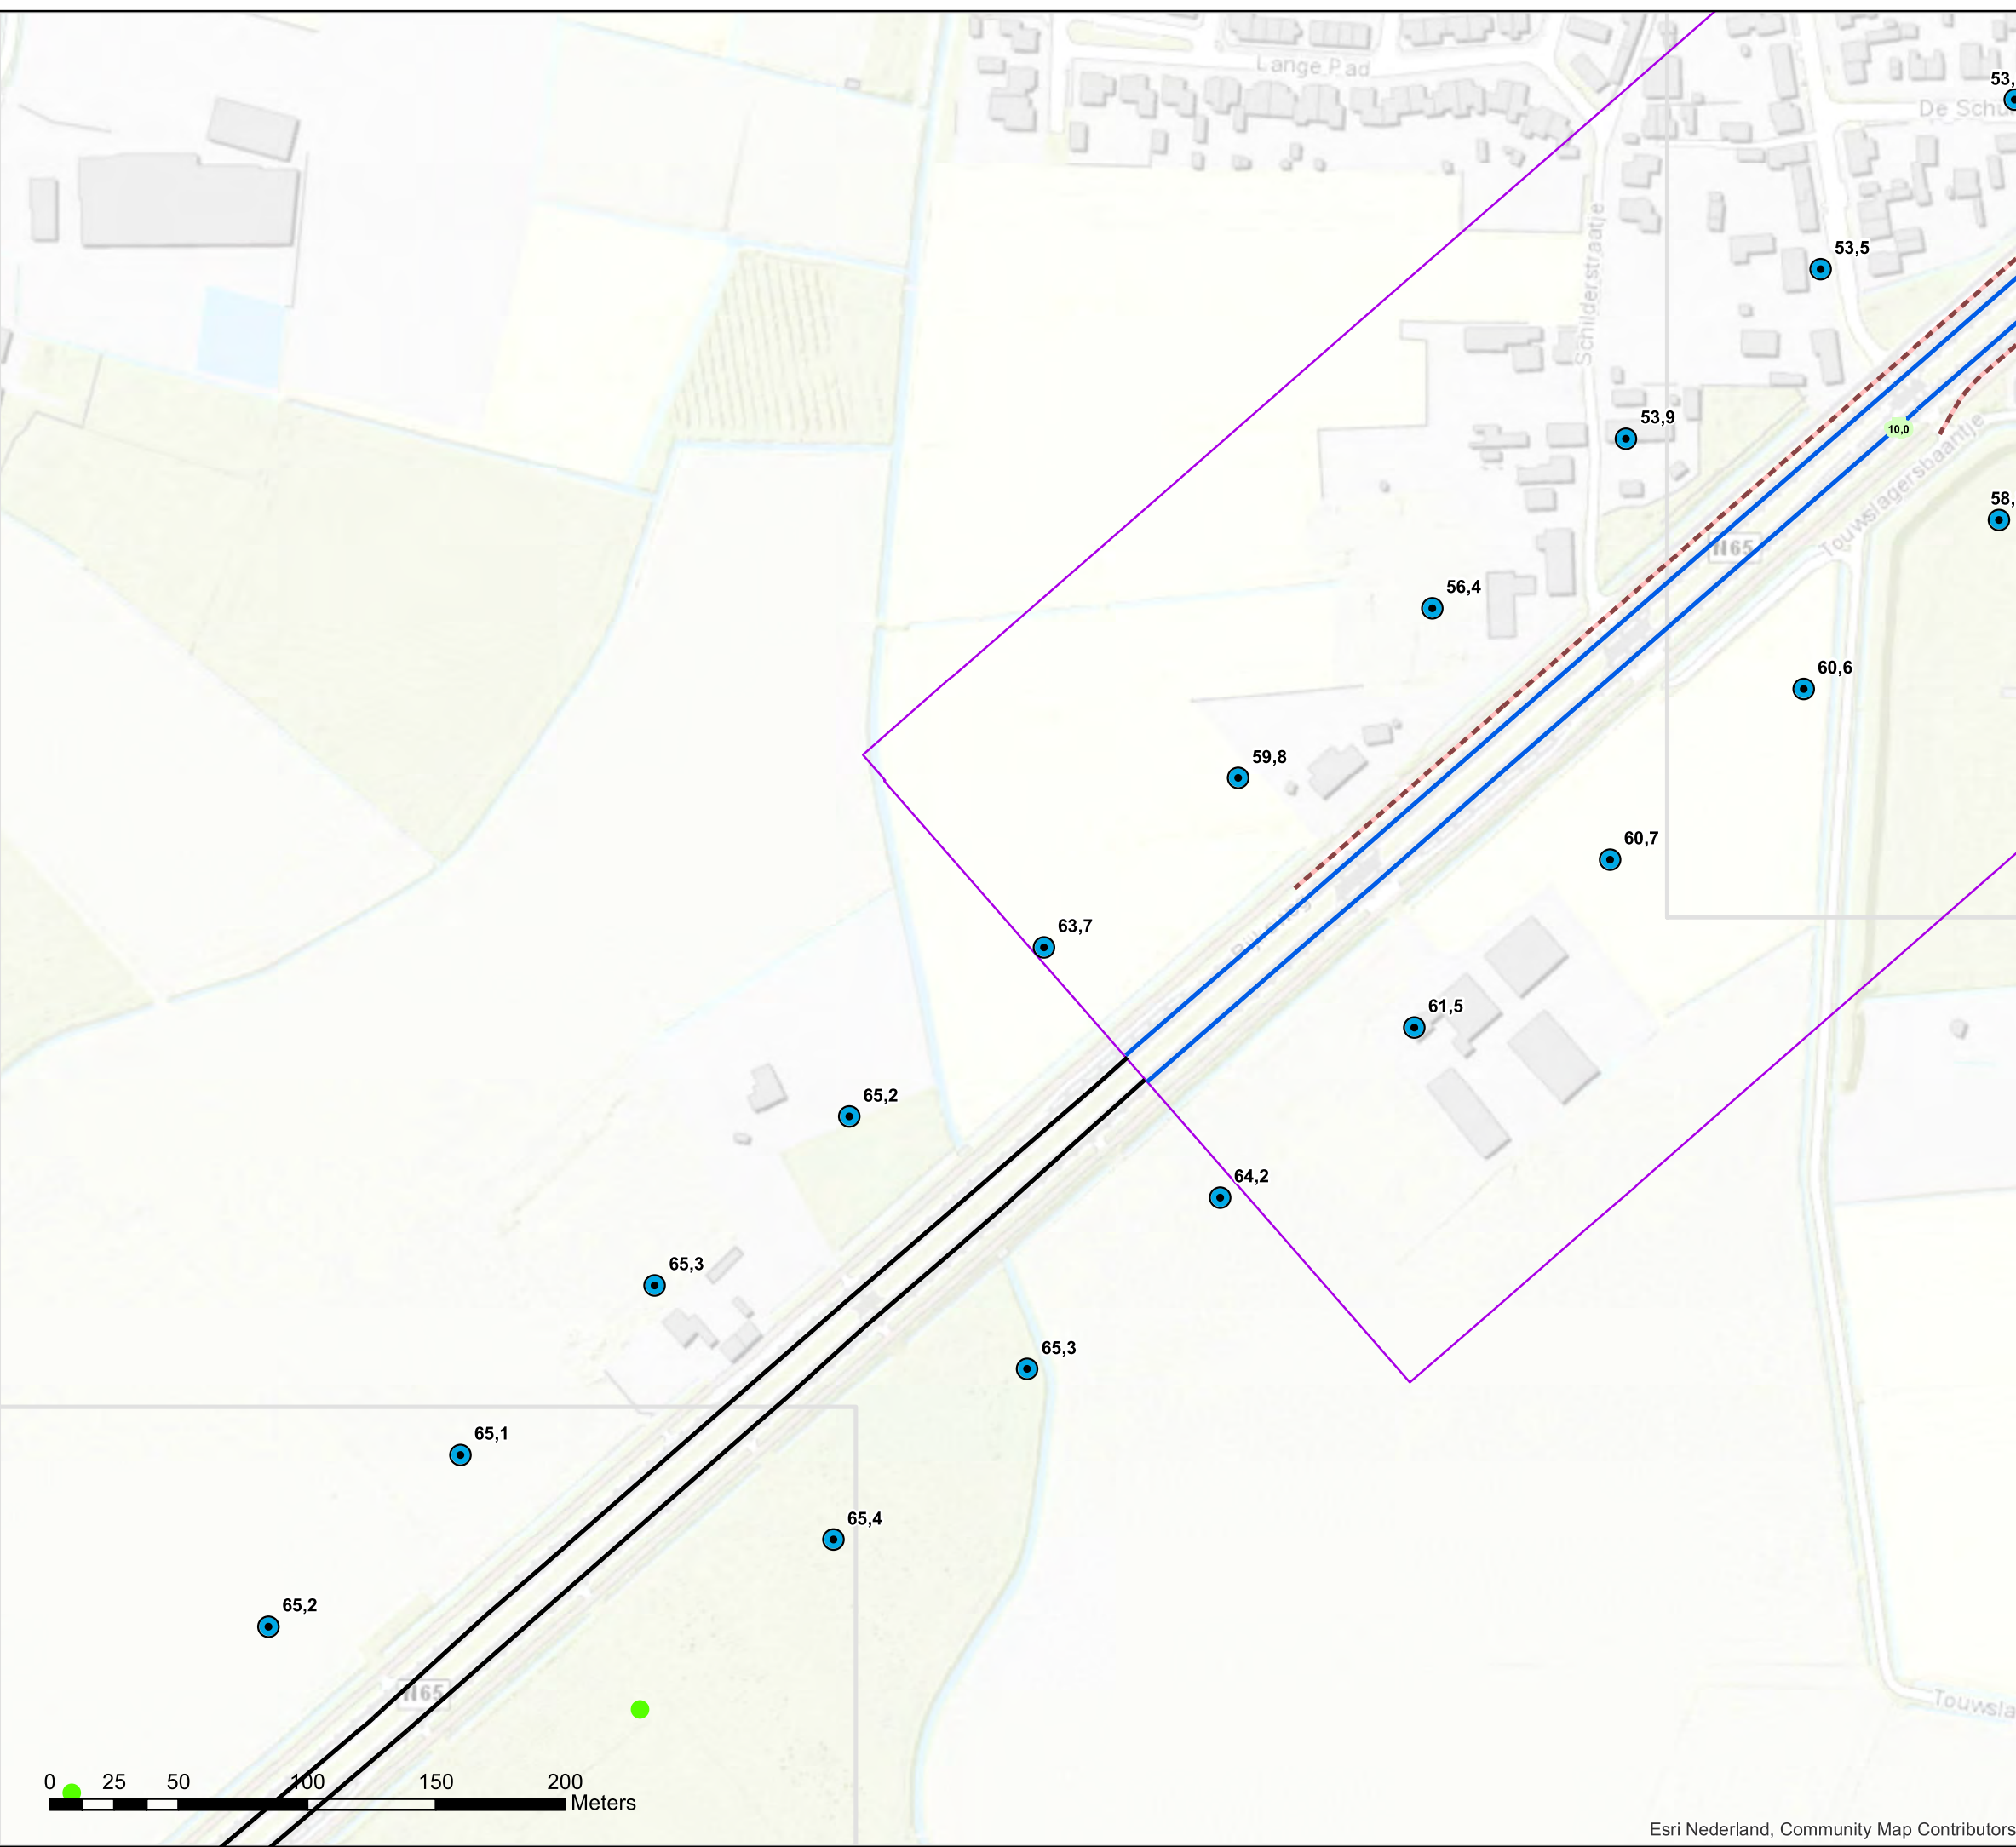 Lange Pad
53,
De Schu
Schilderstraatje
53,5
53,9
10,0
Touwslagersbaantje
58,
N65
56,4
60,6
59,8
60,7
63,7
61,5
65,2
64,2
65,3
65,3
65,1
65,4
65,2
N65
Touwsla
0 25 50 100 150 200
Meters
Esri Nederland, Community Map Contributors